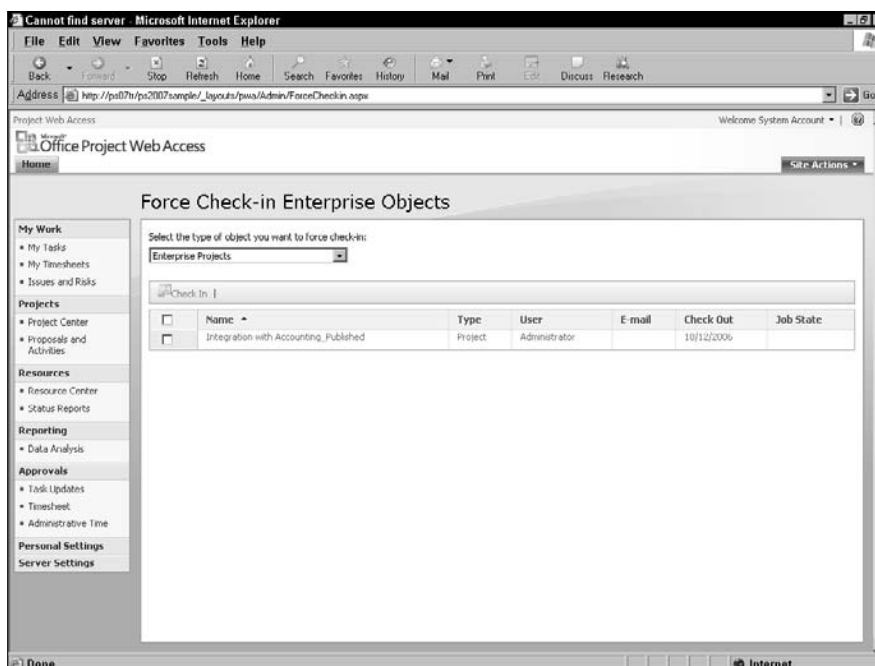 Cannot find server - Microsoft Internet Explorer
File Edit View Favorites Tools Help
Back Forward Stop Refresh Home Search Favorites History Mail Print Edit Discuss Research
Address http://ps07tr/ps2007sample/_layouts/pwa/Admin/ForceCheckin.aspx Go
Project Web Access Welcome System Account
Microsoft
Office Project Web Access
Home Site Actions
Force Check-in Enterprise Objects
My Work
My Tasks
My Timesheets
Issues and Risks
Projects
Project Center
Proposals and
Activities
Resources
Resource Center
Status Reports
Reporting
Data Analysis
Approvals
Task Updates
Timesheet
Administrative Time
Personal Settings
Server Settings
Select the type of object you want to force check-in:
Enterprise Projects
Check In |
Name Type User E-mail Check Out Job State
Integration with Accounting_Published Project Administrator 10/12/2006
Done Internet